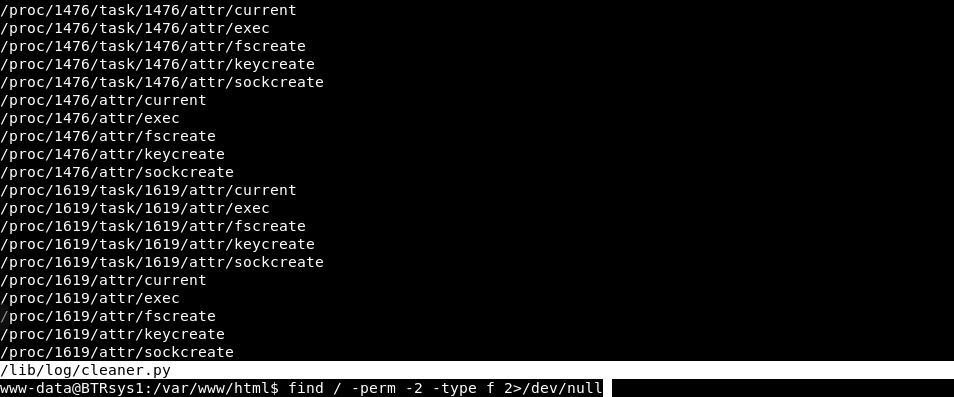 /proc/1476/task/1476/attr/current
/proc/1476/task/1476/attr/exec
/proc/1476/task/1476/attr/fscreate
/proc/1476/task/1476/attr/keycreate
/proc/1476/task/1476/attr/sockcreate
/proc/1476/attr/current
/proc/1476/attr/exec
/proc/1476/attr/fscreate
/proc/1476/attr/keycreate
/proc/1476/attr/sockcreate
/proc/1619/task/1619/attr/current
/proc/1619/task/1619/attr/exec
/proc/1619/task/1619/attr/fscreate
/proc/1619/task/1619/attr/keycreate
/proc/1619/task/1619/attr/sockcreate
/proc/1619/attr/current
/proc/1619/attr/exec
/proc/1619/attr/fscreate
/proc/1619/attr/keycreate
/proc/1619/attr/sockcreate
/lib/log/cleaner.py
www-data@BTRsys1:/var/www/html$ find / -perm -2 -type f 2>/dev/null